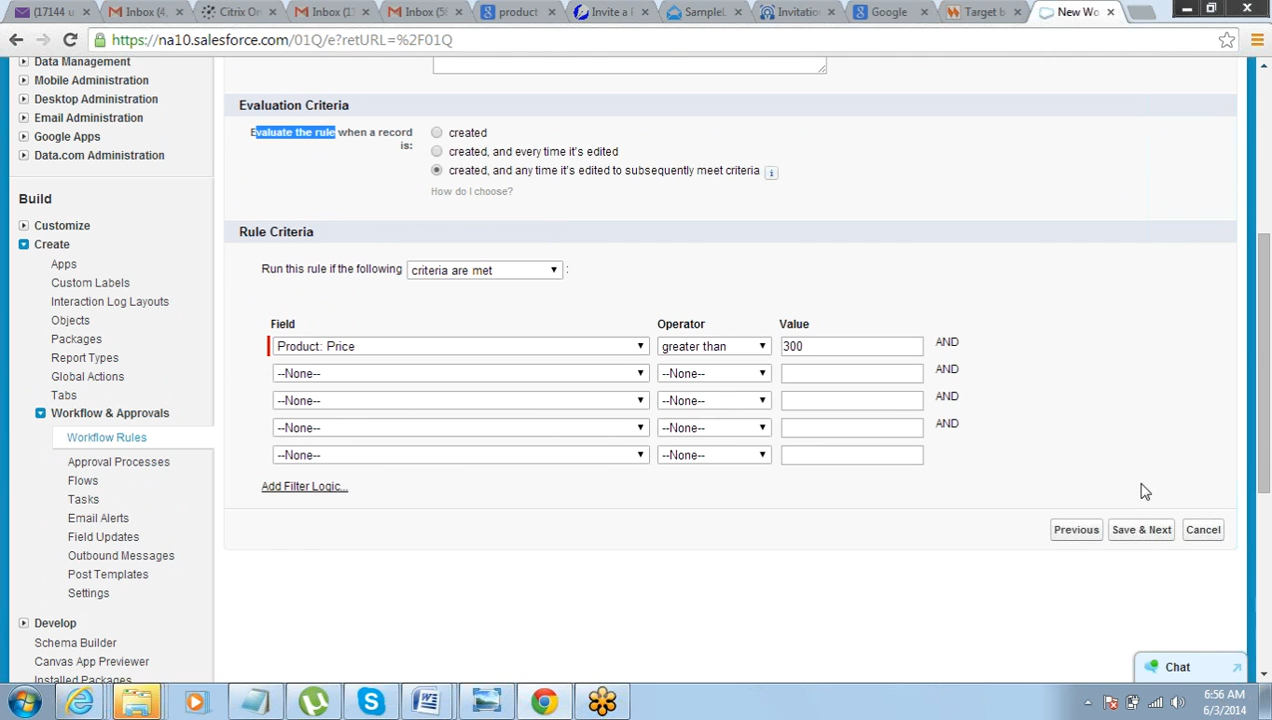 (17144 u
Inbox (4,
Citrix On
Inbox (1
Inbox (56
product
Invite a
SampleL
Invitation
Google
Target b
New Wo
https://na10.salesforce.com/01Q/e?retURL=%2F01Q
Data Management
Mobile Administration
Desktop Administration
Email Administration
Google Apps
Data.com Administration
Build
Customize
Create
Apps
Custom Labels
Interaction Log Layouts
Objects
Packages
Report Types
Global Actions
Tabs
Workflow & Approvals
Workflow Rules
Approval Processes
Flows
Tasks
Email Alerts
Field Updates
Outbound Messages
Post Templates
Settings
Develop
Schema Builder
Canvas App Previewer
Installed Packages
Evaluation Criteria
Evaluate the rule when a record is:
created
created, and every time it's edited
created, and any time it's edited to subsequently meet criteria
How do I choose?
Rule Criteria
Run this rule if the following criteria are met :
Field Operator Value
Product: Price greater than 300 AND
--None-- --None-- AND
--None-- --None-- AND
--None-- --None-- AND
--None-- --None--
Add Filter Logic...
Previous Save & Next Cancel
Chat
6:56 AM
6/3/2014